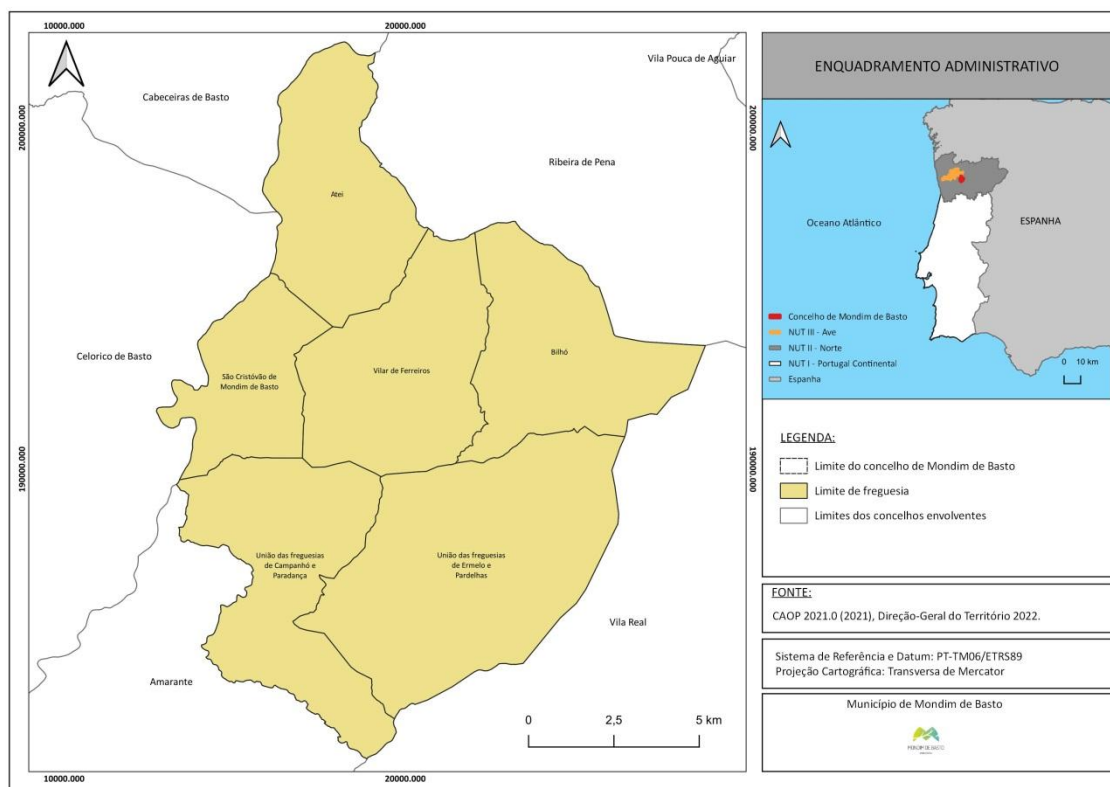 10000.000
20000.000
200000.000
200000.000
190000.000
190000.000
10000.000
20000.000
Cabeceiras de Basto
Vila Pouca de Aguiar
Ribeira de Pena
Atei
Celorico de Basto
São Cristóvão de
Mondim de Basto
Vilar de Ferreiros
Bilhó
União das freguesias
de Campanhó e
Paradança
União das freguesias
de Ermelo e
Pardelhas
Vila Real
Amarante
0 2,5 5 km
ENQUADRAMENTO ADMINISTRATIVO
Oceano Atlântico
ESPANHA
Concelho de Mondim de Basto
NUT III - Ave
NUT II - Norte
NUT I - Portugal Continental
Espanha
0 10 km
LEGENDA:
Limite do concelho de Mondim de Basto
Limite de freguesia
Limites dos concelhos envolventes
FONTE:
CAOP 2021.0 (2021), Direção-Geral do Território 2022.
Sistema de Referência e Datum: PT-TM06/ETRS89
Projeção Cartográfica: Transversa de Mercator
Município de Mondim de Basto
MONDIM DE BASTO